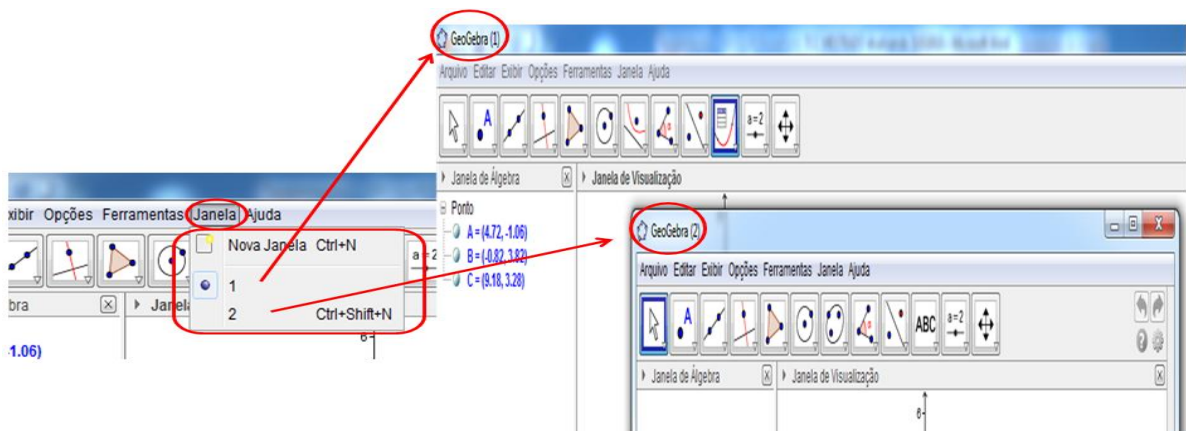 GeoGebra (1)
Arquivo Editar Exibir Opções Ferramentas Janela Ajuda
A
a=2
Janela de Álgebra
Janela de Visualização
Ponto
A = (4.72, -1.06)
B = (-0.82, 3.82)
C = (9.18, 3.28)
xibir Opções Ferramentas Janela Ajuda
Nova Janela Ctrl+N
1
2 Ctrl+Shift+N
a=2
bra
Janel
6
-1.06)
GeoGebra (2)
Arquivo Editar Exibir Opções Ferramentas Janela Ajuda
A
ABC
a=2
Janela de Álgebra
Janela de Visualização
6